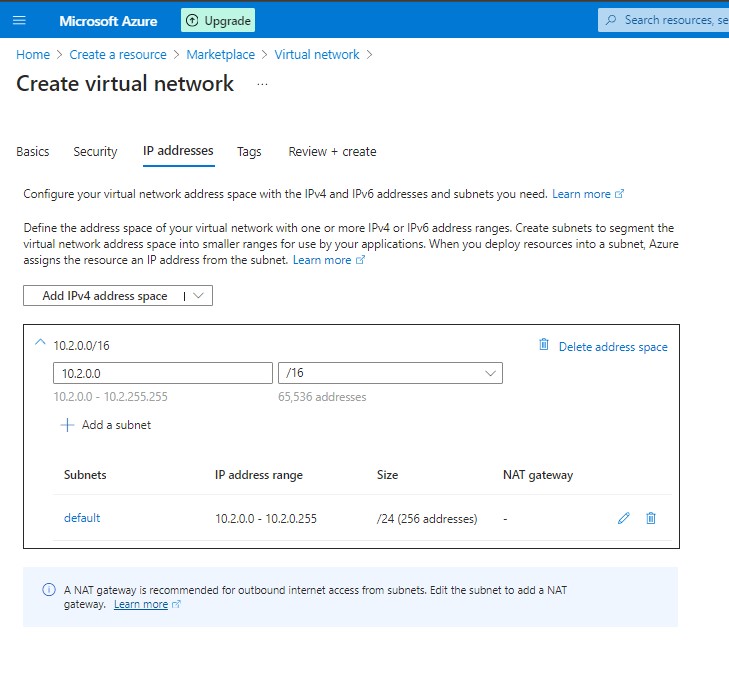 Microsoft Azure
Upgrade
Search resources, se
Home > Create a resource > Marketplace > Virtual network >
Create virtual network ...
Basics Security IP addresses Tags Review + create
Configure your virtual network address space with the IPv4 and IPv6 addresses and subnets you need. Learn more
Define the address space of your virtual network with one or more IPv4 or IPv6 address ranges. Create subnets to segment the
virtual network address space into smaller ranges for use by your applications. When you deploy resources into a subnet, Azure
assigns the resource an IP address from the subnet. Learn more
Add IPv4 address space |
10.2.0.0/16 Delete address space
10.2.0.0 /16
10.2.0.0 - 10.2.255.255 65,536 addresses
+ Add a subnet
Subnets IP address range Size NAT gateway
default 10.2.0.0 - 10.2.0.255 /24 (256 addresses) -
A NAT gateway is recommended for outbound internet access from subnets. Edit the subnet to add a NAT
gateway. Learn more